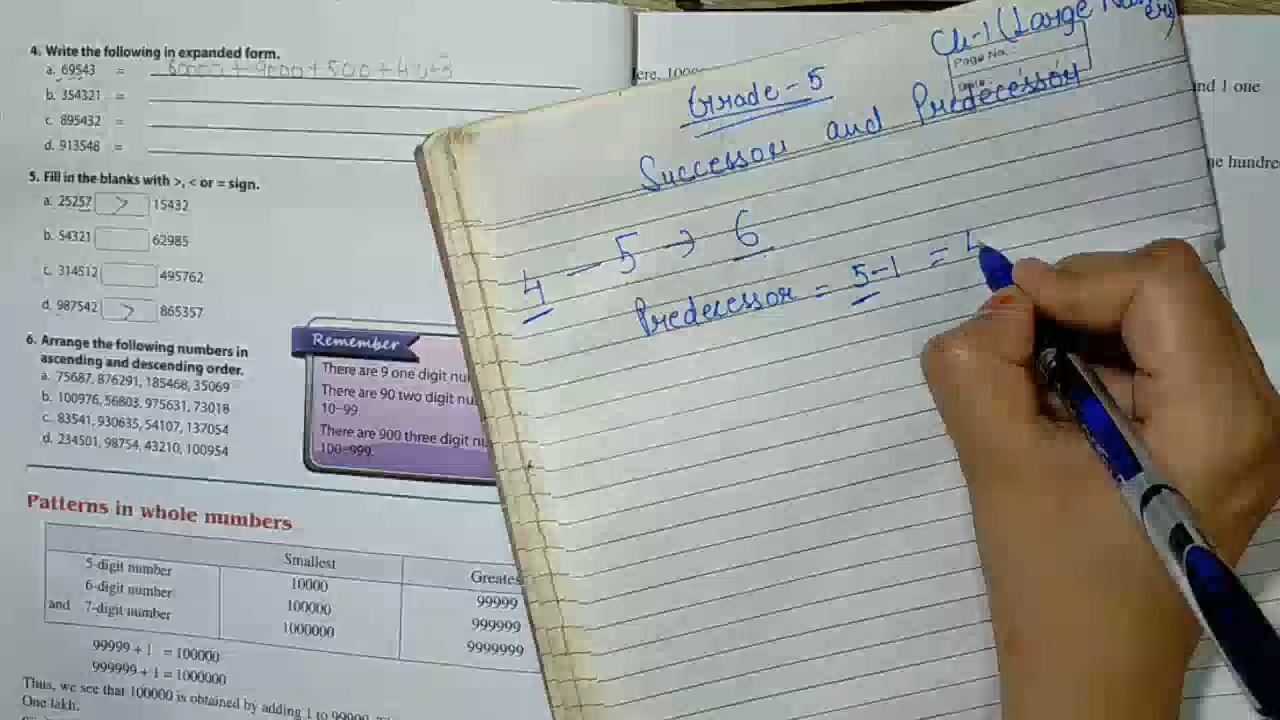 4. Write the following in expanded form.
a. 69543 = 60000 + 9000 + 500 + 40+3
b. 354321 =
c. 895432 =
d. 913548 =
5. Fill in the blanks with >, < or = sign.
a. 25257 > 15432
b. 54321 62985
c. 314512 495762
d. 987542 > 865357
6. Arrange the following numbers in
ascending and descending order.
a. 75687, 876291, 185468, 35069
b. 100976, 56803, 975631, 73018
c. 83541, 930635, 54107, 137054
d. 234501, 98754, 43210, 100954
Remember
There are 9 one digit nu
There are 90 two digit nu
10–99.
There are 900 three digit nu
100–999.
Patterns in whole numbers
Smallest Greates
5-digit number 10000 99999
6-digit number 100000 999999
and 7-digit number 1000000 9999999
99999 + 1 = 100000
999999 + 1 = 1000000
Thus, we see that 100000 is obtained by adding 1 to 99999.
One lakh.
Ch-1 (Large
Page No.
Grade - 5
Successor and Predecessor
4 — 5 → 6
Predecessor = 5-1 = 4
and 1 one